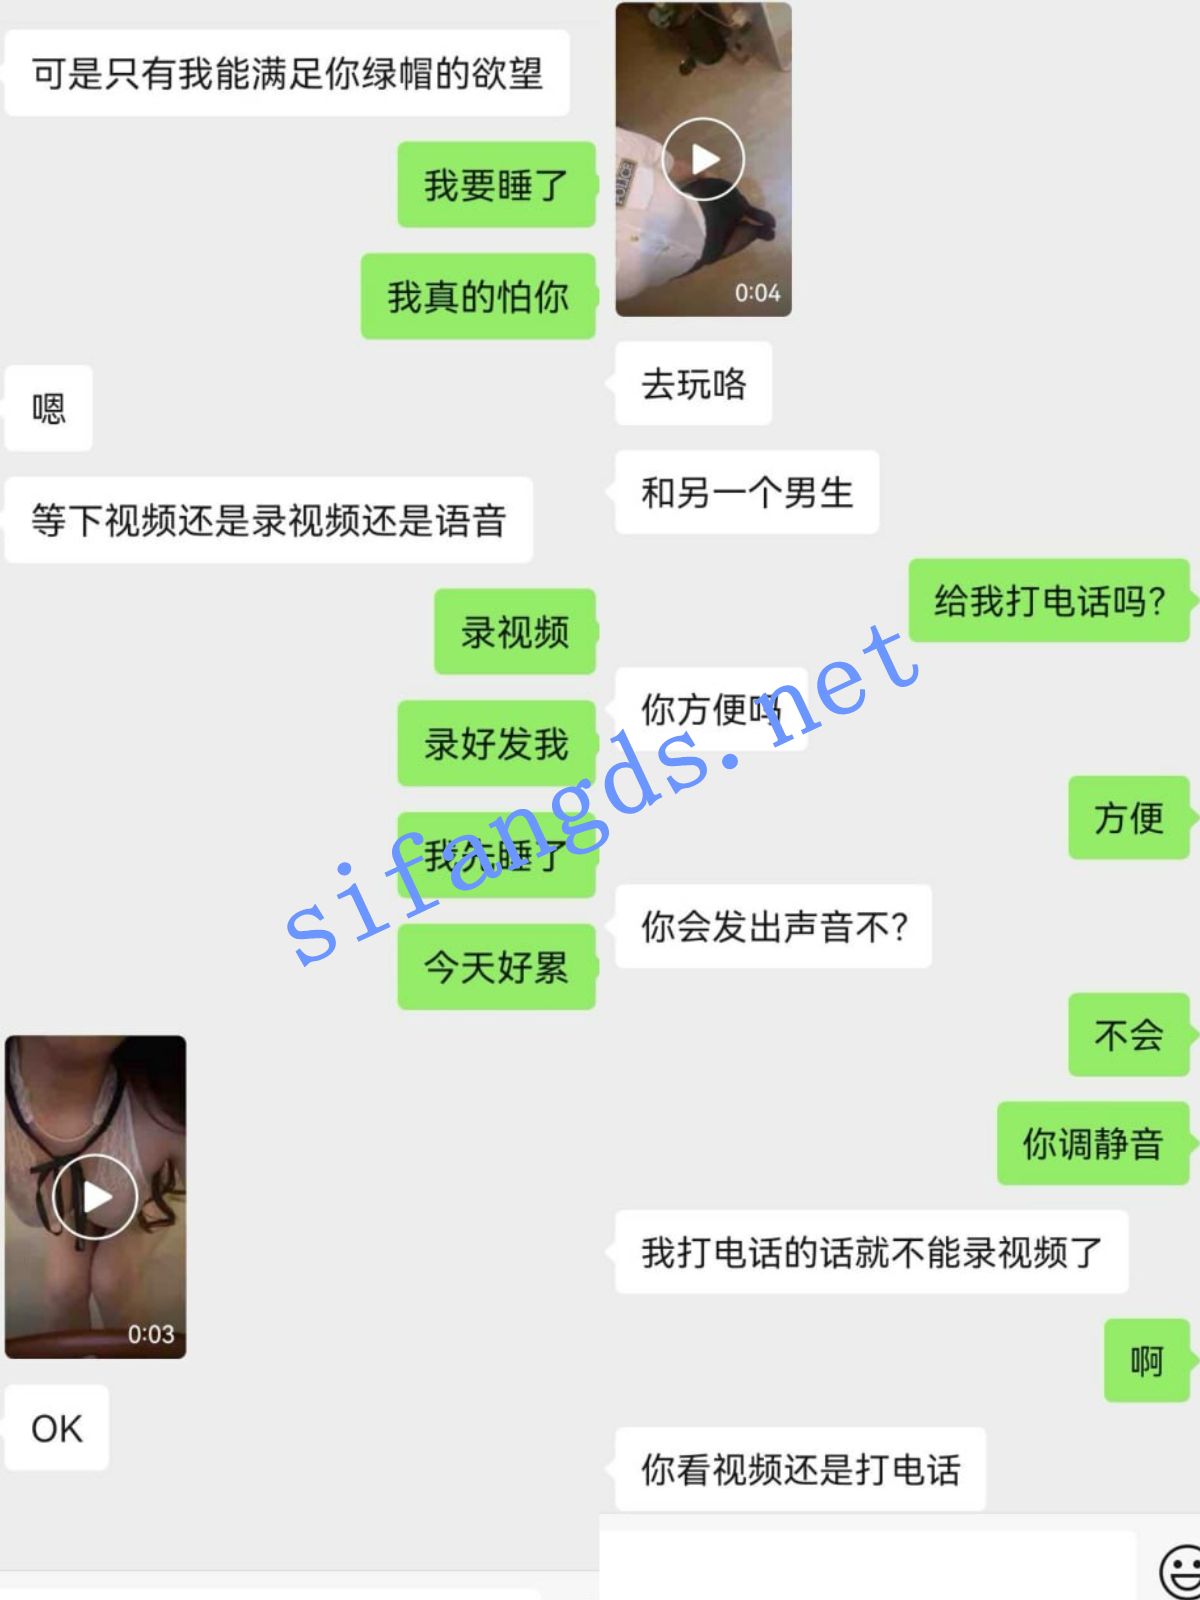 可是只有我能满足你绿帽的欲望
我要睡了
我真的怕你
嗯
等下视频还是录视频还是语音
录视频
录好发我
我先睡了
今天好累
0:03
OK
POLICE
0:04
去玩咯
和另一个男生
给我打电话吗?
你方便吗
方便
你会发出声音不?
不会
你调静音
我打电话的话就不能录视频了
啊
你看视频还是打电话
sifangds.net